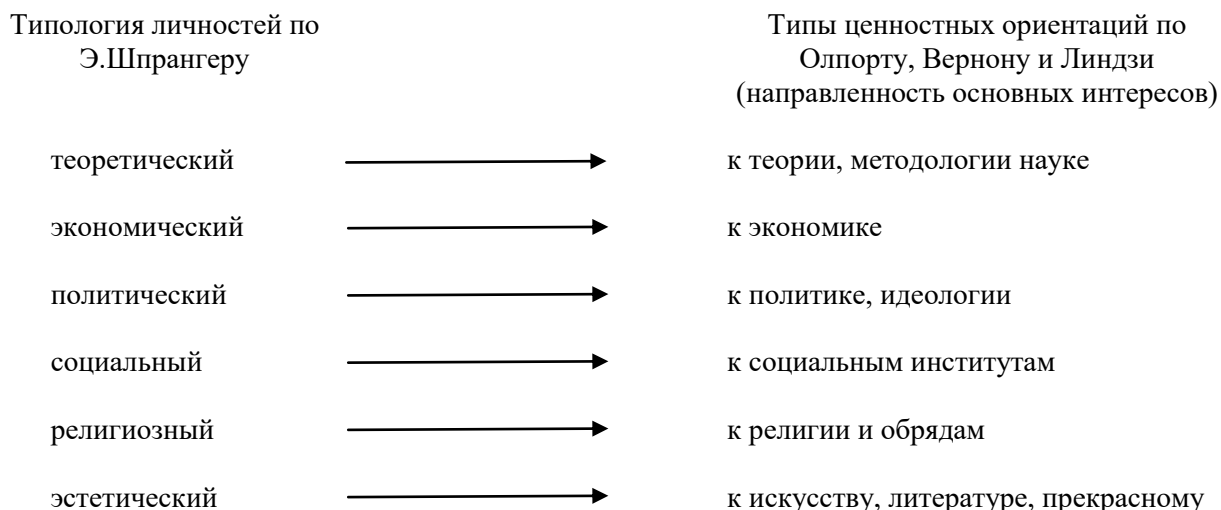 Типология личностей по
Э.Шпрангеру
Типы ценностных ориентаций по
Олпорту, Вернону и Линдзи
(направленность основных интересов)
теоретический
к теории, методологии науке
экономический
к экономике
политический
к политике, идеологии
социальный
к социальным институтам
религиозный
к религии и обрядам
эстетический
к искусству, литературе, прекрасному